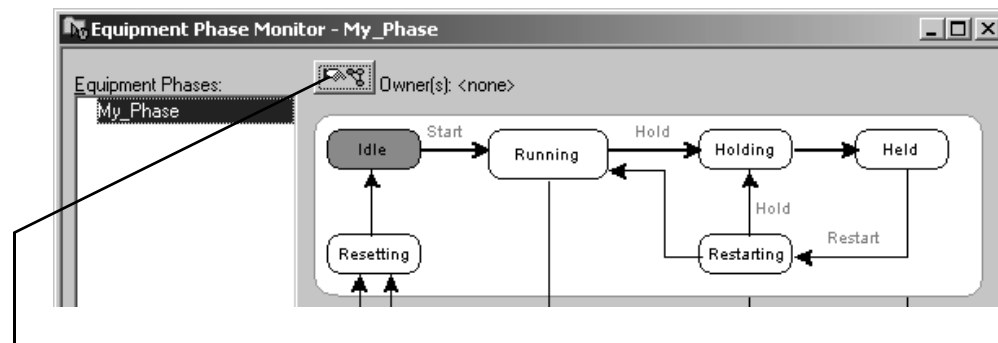 Equipment Phase Monitor - My_Phase
Equipment Phases:
Owner(s): <none>
My_Phase
Start
Hold
Idle
Running
Holding
Held
Hold
Resetting
Restarting
Restart